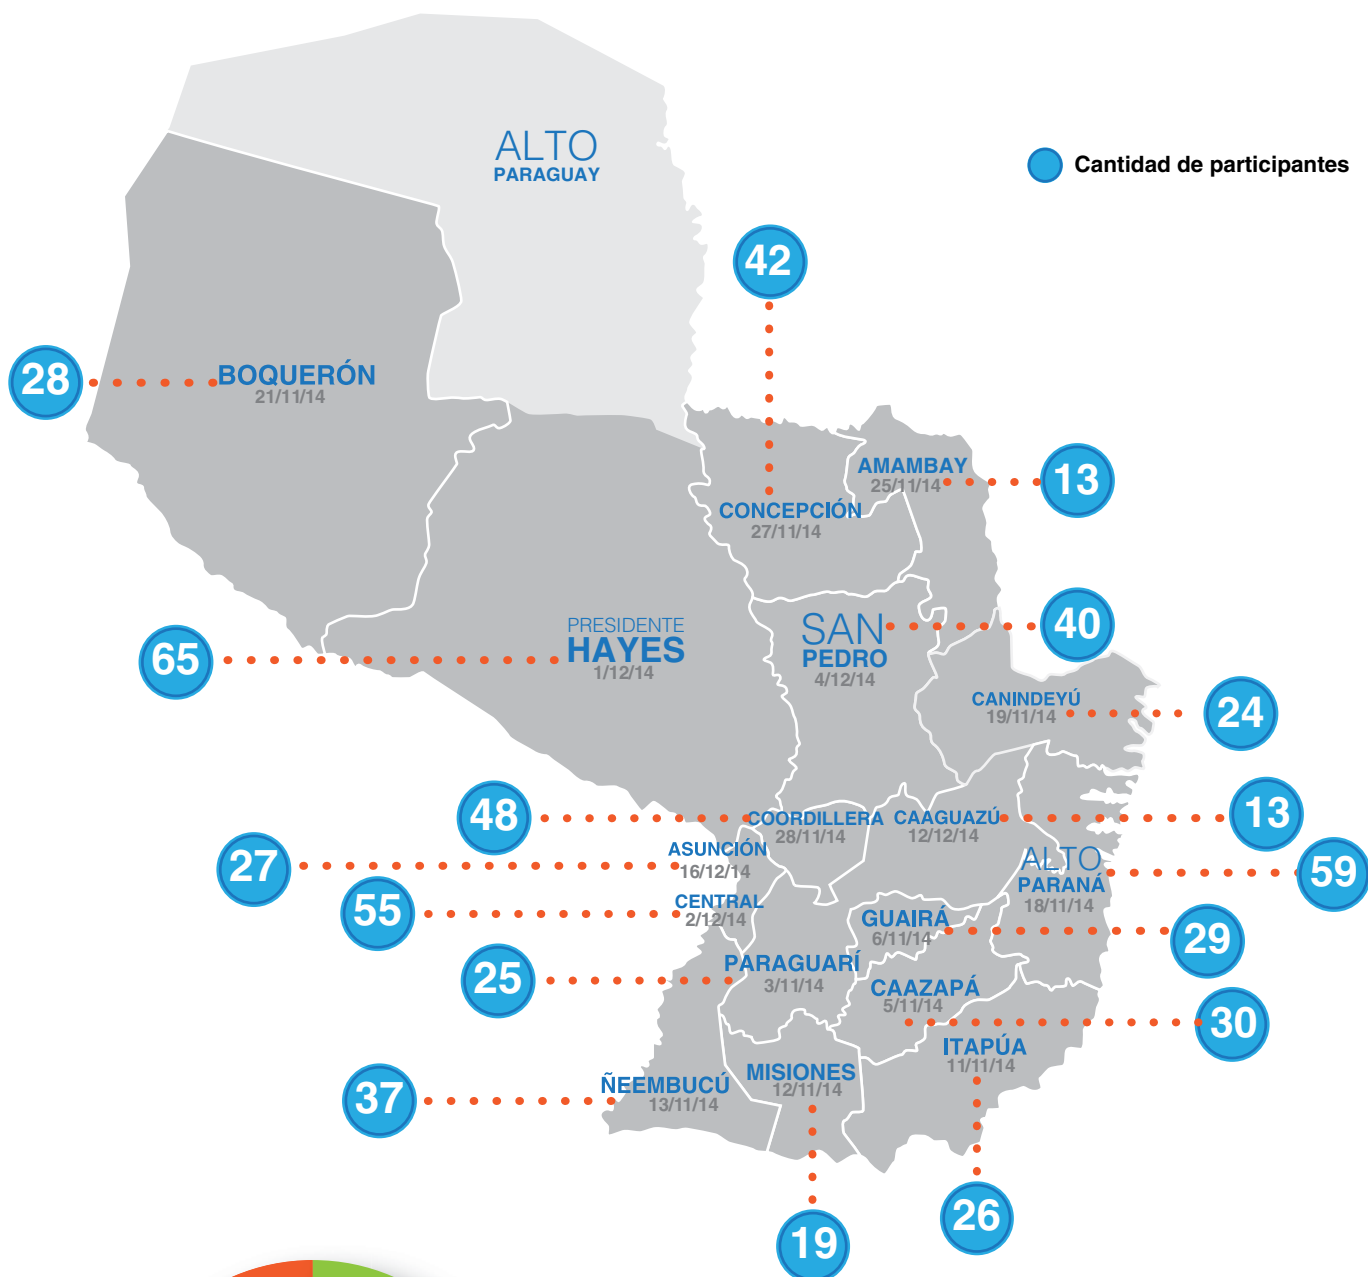 ALTO
PARAGUAY
Cantidad de participantes
42
28
BOQUERÓN
21/11/14
AMAMBAY
25/11/14
13
CONCEPCIÓN
27/11/14
40
SAN
PEDRO
4/12/14
PRESIDENTE
HAYES
1/12/14
65
CANINDEYÚ
19/11/14
24
48
COORDILLERA
28/11/14
CAAGUAZÚ
12/12/14
13
27
ASUNCIÓN
16/12/14
ALTO
PARANÁ
18/11/14
59
55
CENTRAL
2/12/14
GUAIRÁ
6/11/14
29
25
PARAGUARÍ
3/11/14
CAAZAPÁ
5/11/14
30
ITAPÚA
11/11/14
37
ÑEEMBUCÚ
13/11/14
MISIONES
12/11/14
26
19